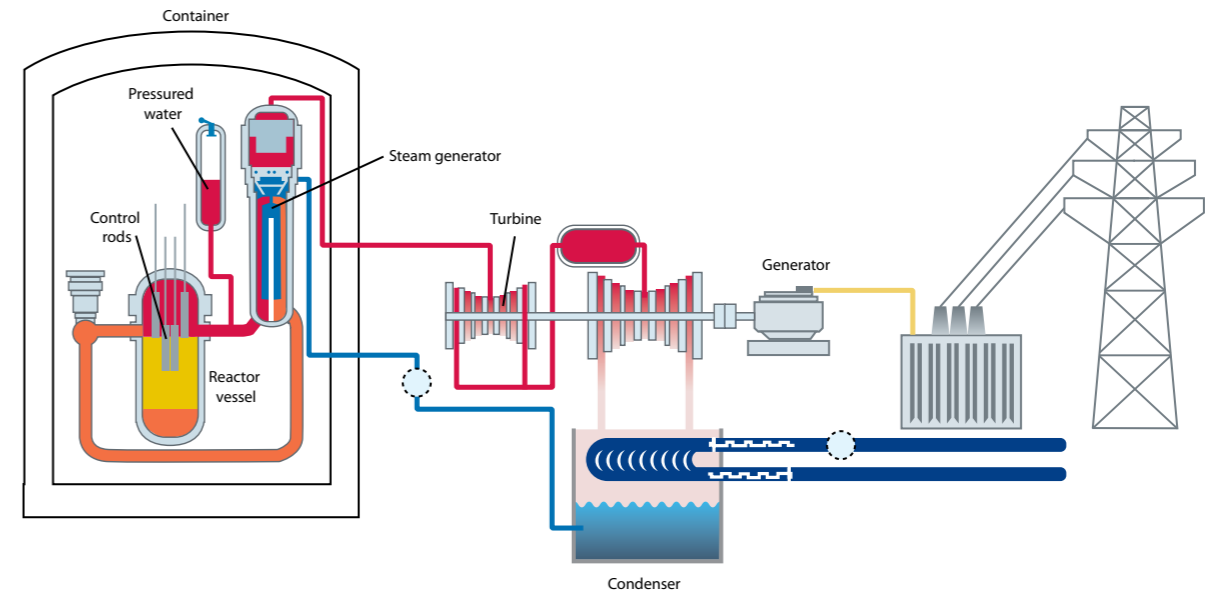 Container
Pressured
water
Steam generator
Control
rods
Turbine
Generator
Reactor
vessel
Condenser